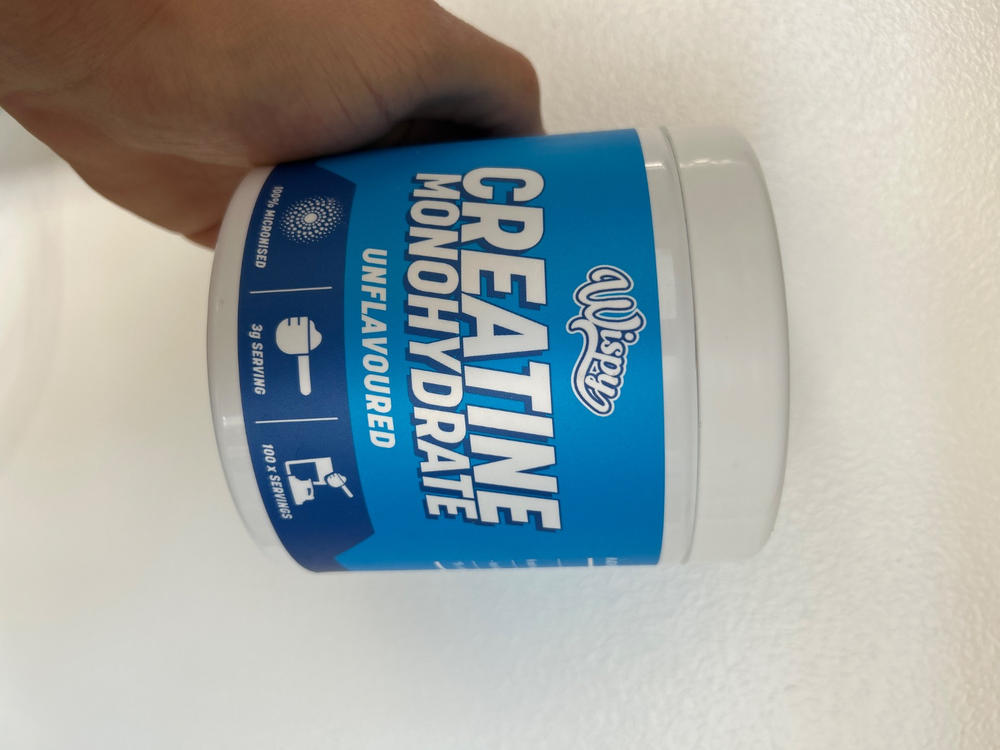 Wispy
CREATINE
MONOHYDRATE
UNFLAVOURED
100% MICRONISED
3g SERVING
100 X SERVINGS